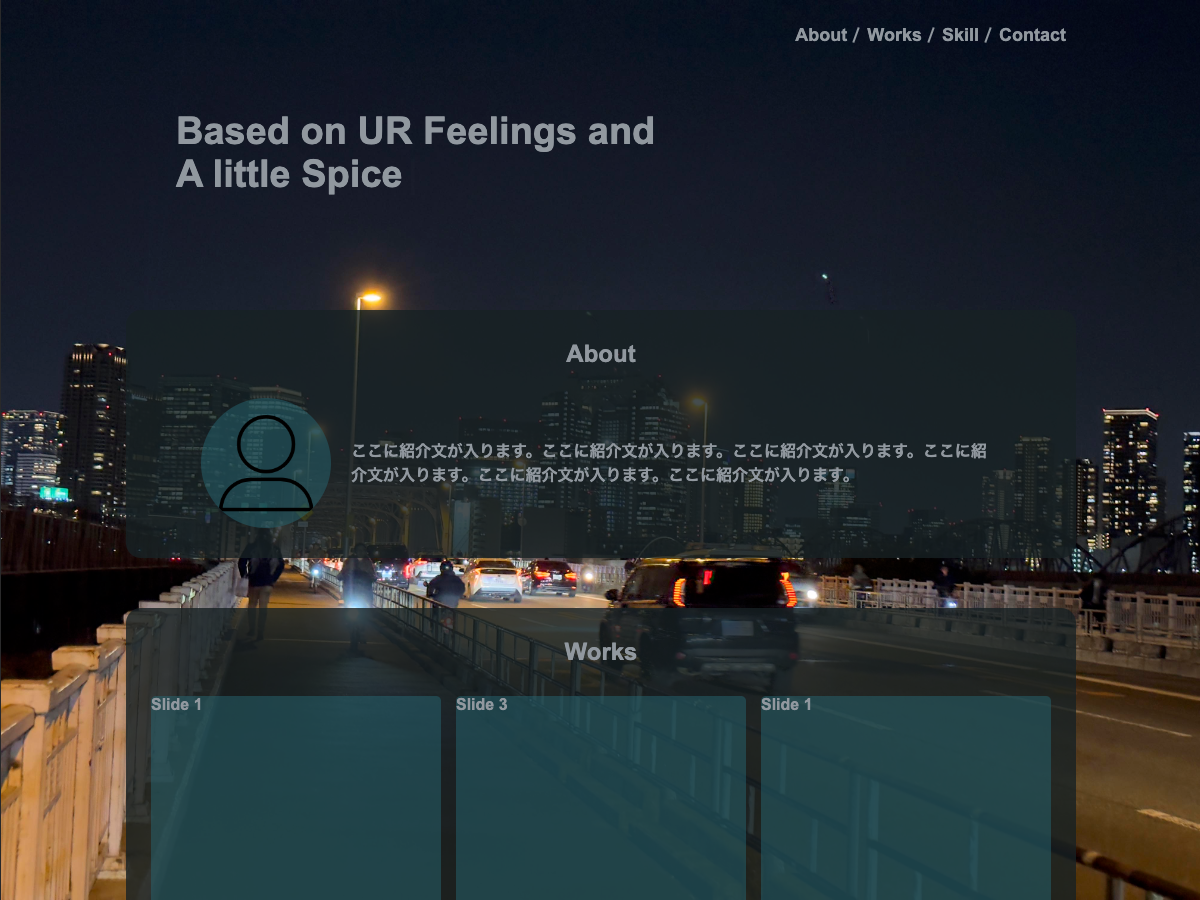 About / Works / Skill / Contact
Based on UR Feelings and
A little Spice
About
ここに紹介文が入ります。ここに紹介文が入ります。ここに紹介文が入ります。ここに紹
介文が入ります。ここに紹介文が入ります。ここに紹介文が入ります。
Works
Slide 1 Slide 3 Slide 1